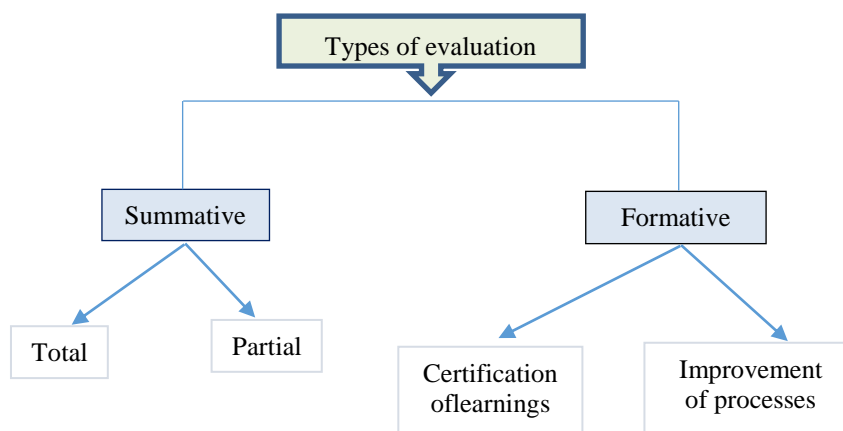 Types of evaluation
Summative
Formative
Total
Partial
Certification
oflearnings
Improvement
of processes